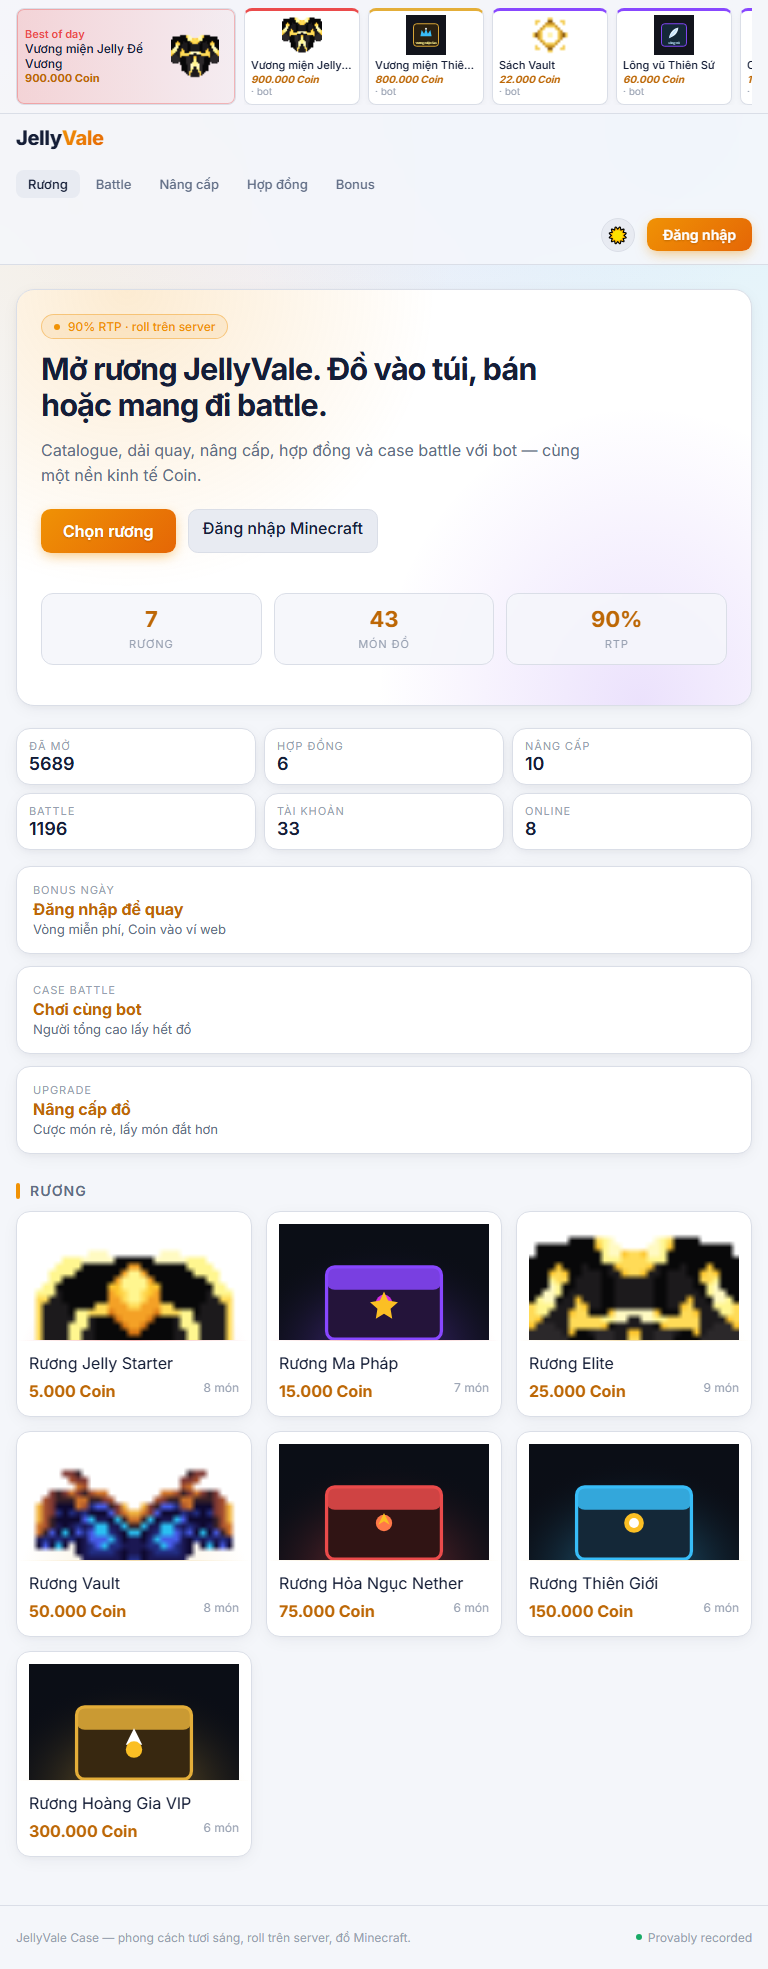 Best of day
Vương miện Jelly Đế
Vương
900.000 Coin
Vương miện Jelly...
900.000 Coin
· bot
Vương miện Thiê...
800.000 Coin
· bot
Sách Vault
22.000 Coin
· bot
Lông vũ Thiên Sứ
60.000 Coin
· bot
JellyVale
Rương
Battle
Nâng cấp
Hợp đồng
Bonus
Đăng nhập
90% RTP · roll trên server
Mở rương JellyVale. Đồ vào túi, bán
hoặc mang đi battle.
Catalogue, dải quay, nâng cấp, hợp đồng và case battle với bot — cùng
một nền kinh tế Coin.
Chọn rương
Đăng nhập Minecraft
7
RƯƠNG
43
MÓN ĐỒ
90%
RTP
ĐÃ MỞ
5689
HỢP ĐỒNG
6
NÂNG CẤP
10
BATTLE
1196
TÀI KHOẢN
33
ONLINE
8
BONUS NGÀY
Đăng nhập để quay
Vòng miễn phí, Coin vào ví web
CASE BATTLE
Chơi cùng bot
Người tổng cao lấy hết đồ
UPGRADE
Nâng cấp đồ
Cược món rẻ, lấy món đắt hơn
RƯƠNG
Rương Jelly Starter
5.000 Coin
8 món
Rương Ma Pháp
15.000 Coin
7 món
Rương Elite
25.000 Coin
9 món
Rương Vault
50.000 Coin
8 món
Rương Hỏa Ngục Nether
75.000 Coin
6 món
Rương Thiên Giới
150.000 Coin
6 món
Rương Hoàng Gia VIP
300.000 Coin
6 món
JellyVale Case — phong cách tươi sáng, roll trên server, đồ Minecraft.
Provably recorded